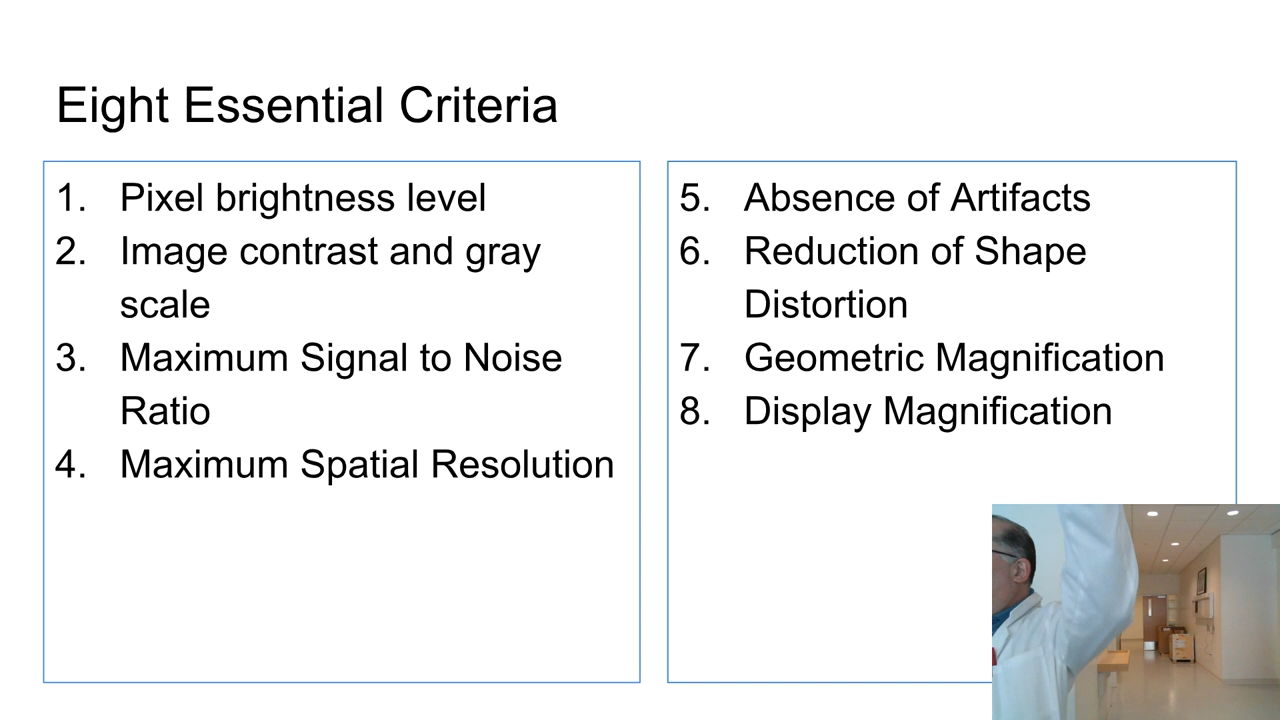 Eight Essential Criteria
1. Pixel brightness level
2. Image contrast and gray
scale
3. Maximum Signal to Noise
Ratio
4. Maximum Spatial Resolution
5. Absence of Artifacts
6. Reduction of Shape
Distortion
7. Geometric Magnification
8. Display Magnification